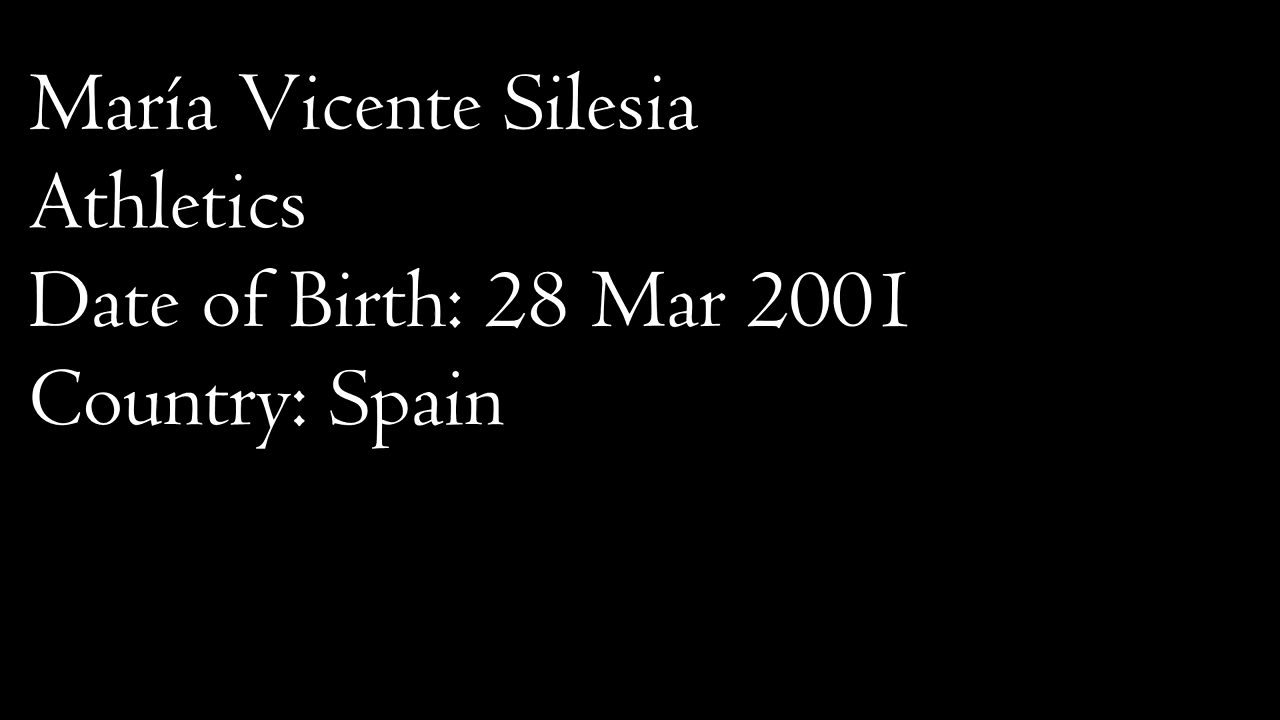 María Vicente Silesia
Athletics
Date of Birth: 28 Mar 2001
Country: Spain